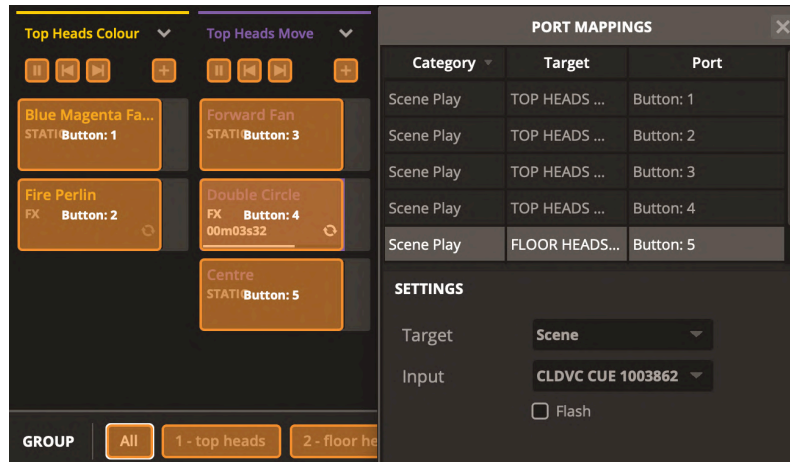 Top Heads Colour
Top Heads Move
Blue Magenta Fa...
STATIC
Button: 1
Fire Perlin
FX
Button: 2
Forward Fan
STATIC
Button: 3
Double Circle
FX
Button: 4
00m03s32
Centre
STATIC
Button: 5
GROUP
All
1 - top heads
2 - floor he
PORT MAPPINGS
Category Target Port
Scene Play TOP HEADS ... Button: 1
Scene Play TOP HEADS ... Button: 2
Scene Play TOP HEADS ... Button: 3
Scene Play TOP HEADS ... Button: 4
Scene Play FLOOR HEADS... Button: 5
SETTINGS
Target Scene
Input CLDVC CUE 1003862
Flash